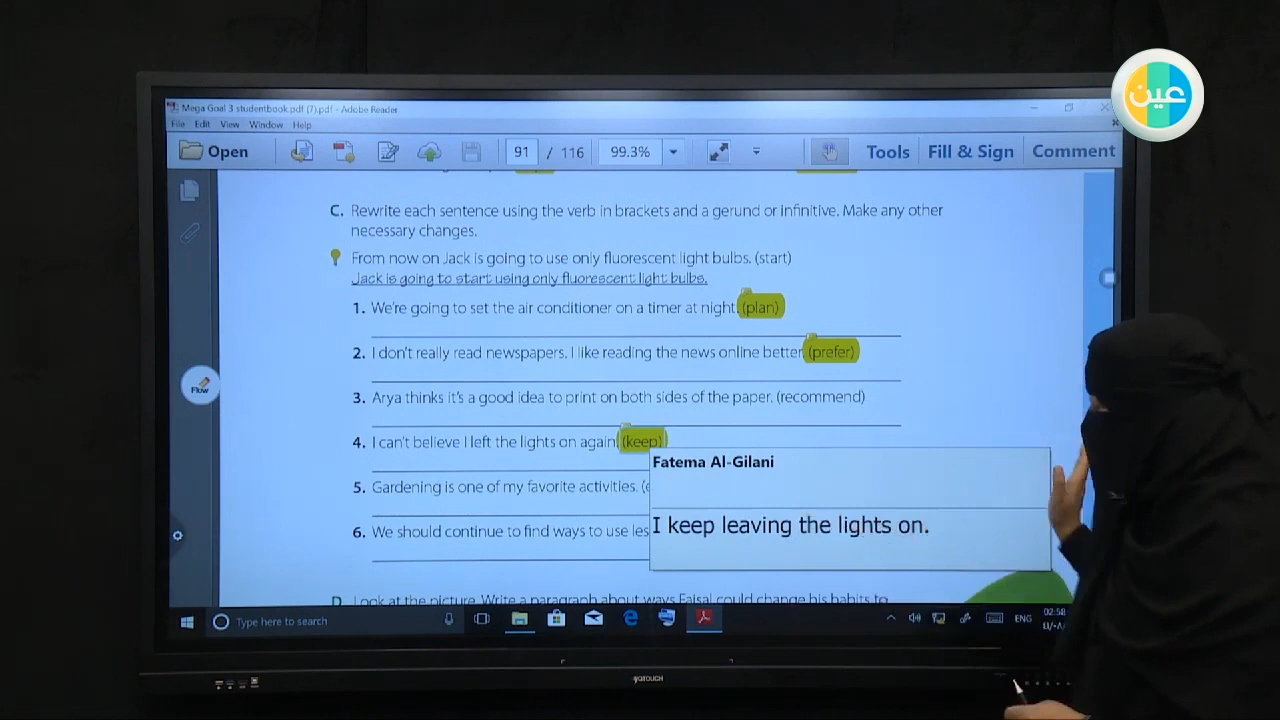 عين
Mega Goal 3 studentbook.pdf (7).pdf - Adobe Reader
File Edit View Window Help
Open 91 / 116 99.3% Tools Fill & Sign Comment
C. Rewrite each sentence using the verb in brackets and a gerund or infinitive. Make any other
necessary changes.
From now on Jack is going to use only fluorescent light bulbs. (start)
Jack is going to start using only fluorescent light bulbs.
1. We're going to set the air conditioner on a timer at night. (plan)
2. I don't really read newspapers. I like reading the news online better. (prefer)
Flow
3. Arya thinks it's a good idea to print on both sides of the paper. (recommend)
4. I can't believe I left the lights on again. (keep)
Fatema Al-Gilani
5. Gardening is one of my favorite activities. (e
I keep leaving the lights on.
6. We should continue to find ways to use les
D. Look at the picture. Write a paragraph about ways Faisal could change his habits to
Type here to search
ENG
02:58